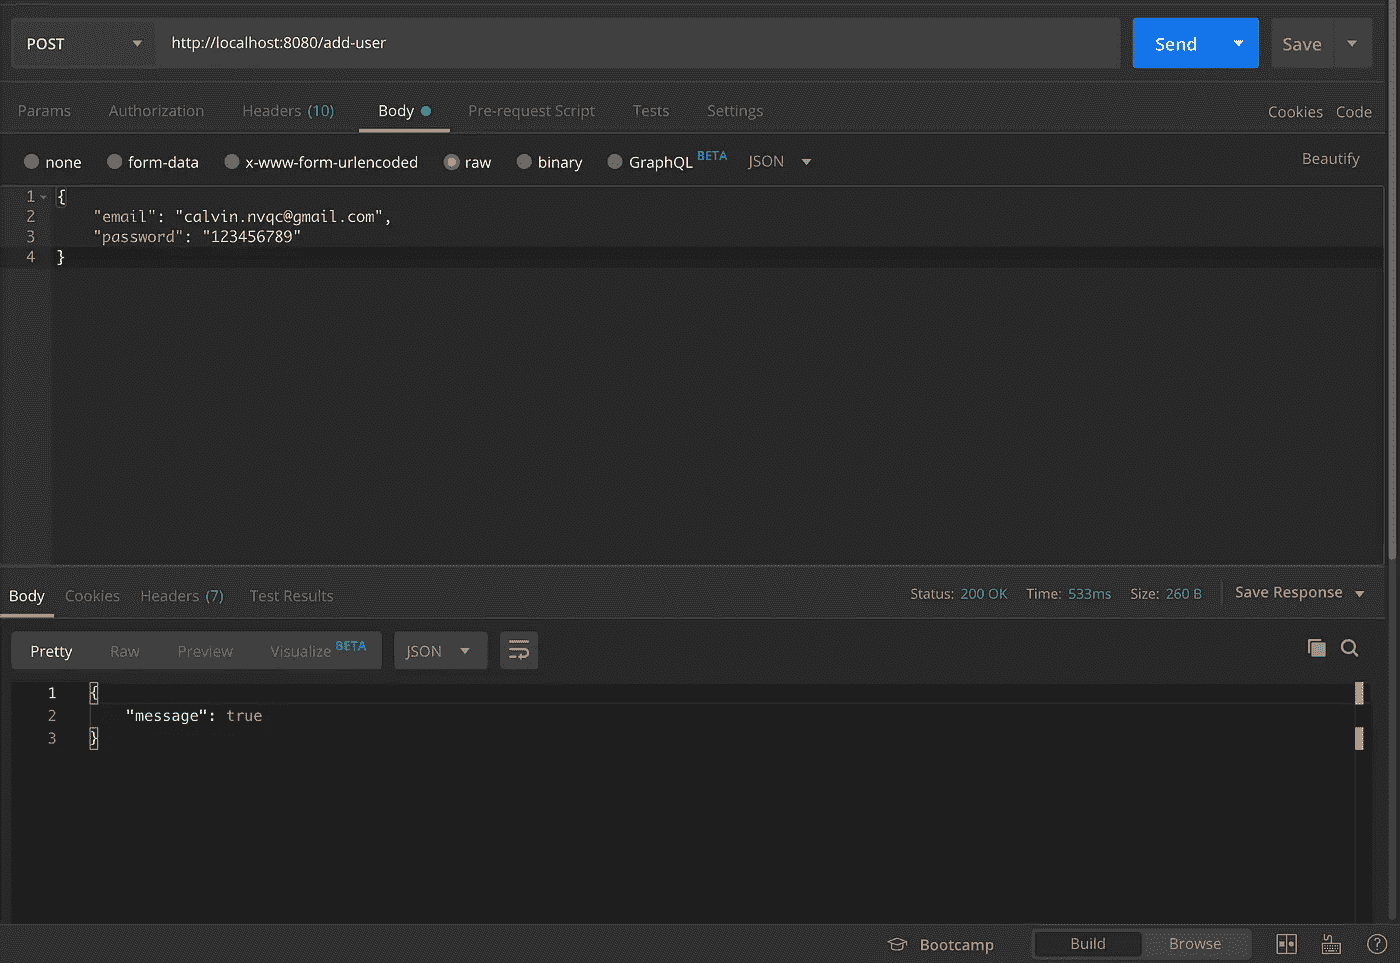 POST http://localhost:8080/add-user Send Save
Params Authorization Headers (10) Body Pre-request Script Tests Settings Cookies Code
none form-data x-www-form-urlencoded raw binary GraphQL BETA JSON Beautify
1 {
2 "email": "calvin.nvqc@gmail.com",
3 "password": "123456789"
4 }
Body Cookies Headers (7) Test Results Status: 200 OK Time: 533ms Size: 260 B Save Response
Pretty Raw Preview Visualize BETA JSON
1 {
2 "message": true
3 }
Bootcamp Build Browse ?